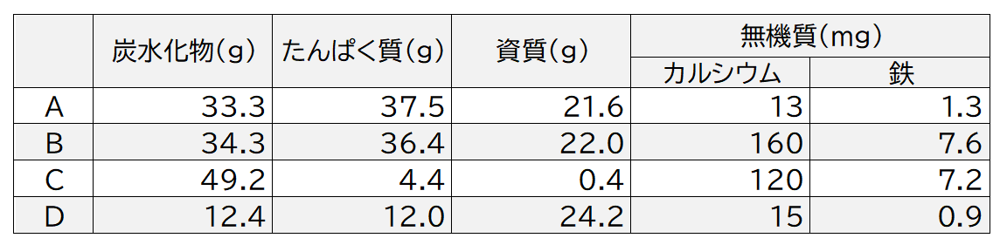 炭水化物(g) たんぱく質(g) 資質(g) 無機質(mg)
カルシウム 鉄
A 33.3 37.5 21.6 13 1.3
B 34.3 36.4 22.0 160 7.6
C 49.2 4.4 0.4 120 7.2
D 12.4 12.0 24.2 15 0.9